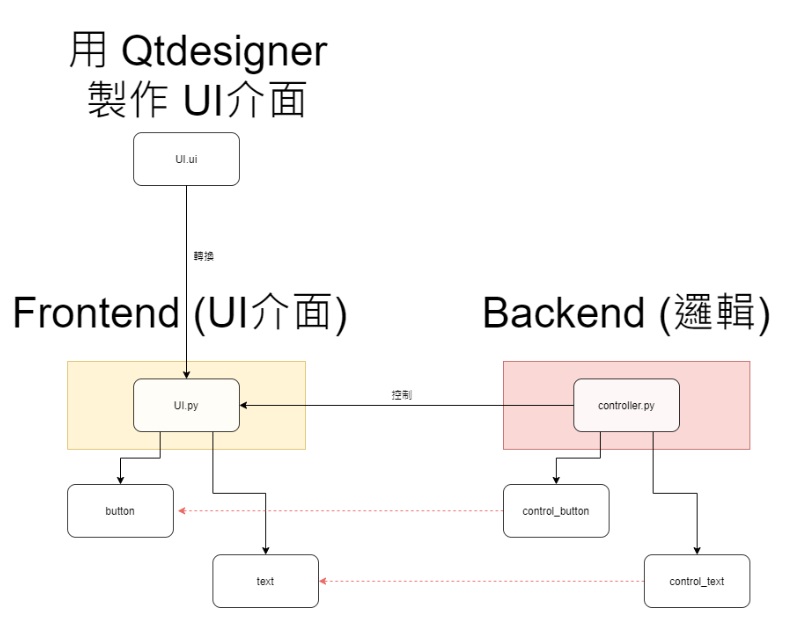 用 Qtdesigner
製作 UI介面
UI.ui
轉換
Frontend (UI介面)
Backend (邏輯)
UI.py
控制
controller.py
button
control_button
text
control_text